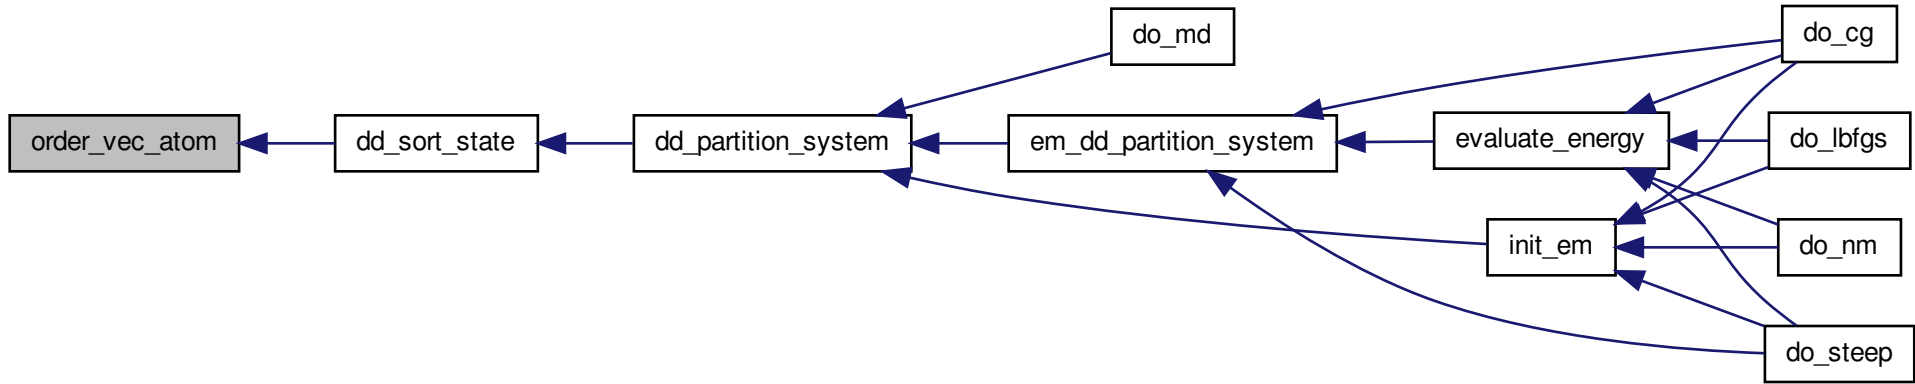 order_vec_atom
dd_sort_state
dd_partition_system
do_md
em_dd_partition_system
evaluate_energy
init_em
do_cg
do_lbfgs
do_nm
do_steep